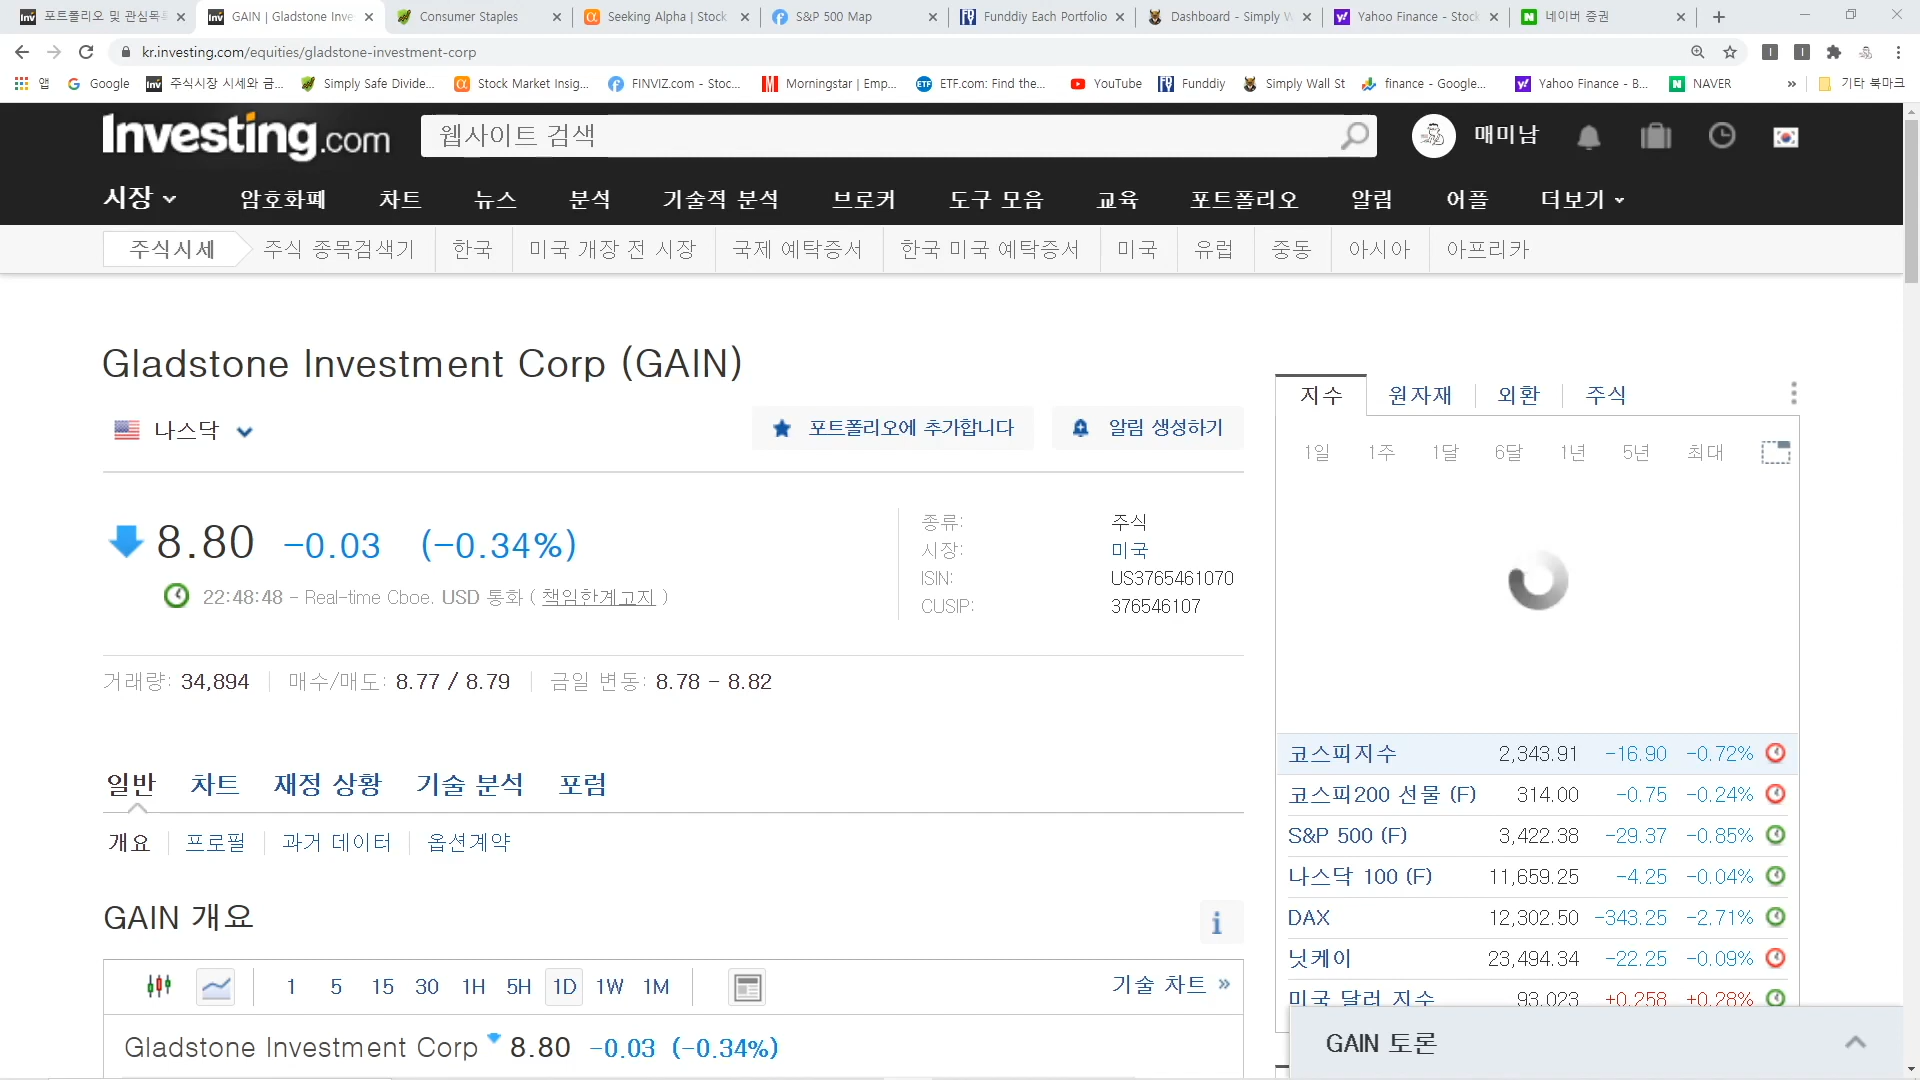 포트폴리오 및 관심목록
GAIN | Gladstone Inve
Consumer Staples
Seeking Alpha | Stock
S&P 500 Map
Funddiy Each Portfolio
Dashboard - Simply W
Yahoo Finance - Stock
네이버 증권
kr.investing.com/equities/gladstone-investment-corp
앱
Google
주식시장 시세와 금...
Simply Safe Divide...
Stock Market Insig...
FINVIZ.com - Stoc...
Morningstar | Emp...
ETF.com: Find the...
YouTube
Funddiy
Simply Wall St
finance - Google...
Yahoo Finance - B...
NAVER
»
기타 북마크
Investing.com
웹사이트 검색
매미남
시장 암호화폐 차트 뉴스 분석 기술적 분석 브로커 도구 모음 교육 포트폴리오 알림 어플 더보기
주식시세 주식 종목검색기 한국 미국 개장 전 시장 국제 예탁증서 한국 미국 예탁증서 미국 유럽 중동 아시아 아프리카
Gladstone Investment Corp (GAIN)
나스닥
포트폴리오에 추가합니다
알림 생성하기
8.80 -0.03 (-0.34%)
22:48:48 - Real-time Cboe. USD 통화 ( 책임한계고지 )
종류: 주식
시장: 미국
ISIN: US3765461070
CUSIP: 376546107
거래량: 34,894 매수/매도: 8.77 / 8.79 금일 변동: 8.78 - 8.82
일반 차트 재정 상황 기술 분석 포럼
개요 프로필 과거 데이터 옵션계약
GAIN 개요
i
1 5 15 30 1H 5H 1D 1W 1M
기술 차트 »
Gladstone Investment Corp 8.80 -0.03 (-0.34%)
지수 원자재 외환 주식
1일 1주 1달 6달 1년 5년 최대
코스피지수 2,343.91 -16.90 -0.72%
코스피200 선물 (F) 314.00 -0.75 -0.24%
S&P 500 (F) 3,422.38 -29.37 -0.85%
나스닥 100 (F) 11,659.25 -4.25 -0.04%
DAX 12,302.50 -343.25 -2.71%
닛케이 23,494.34 -22.25 -0.09%
미국 달러 지수 93.023 +0.258 +0.28%
GAIN 토론